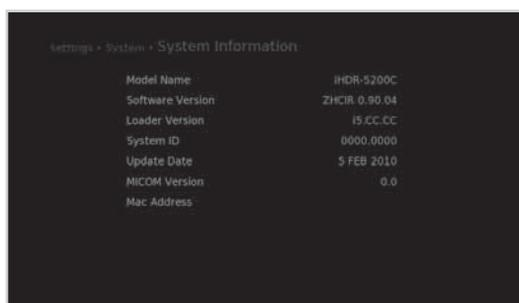 Settings • System • System Information
Model Name iHDR-5200C
Software Version ZHCIR 0.90.04
Loader Version i5.CC.CC
System ID 0000.0000
Update Date 5 FEB 2010
MICOM Version 0.0
Mac Address